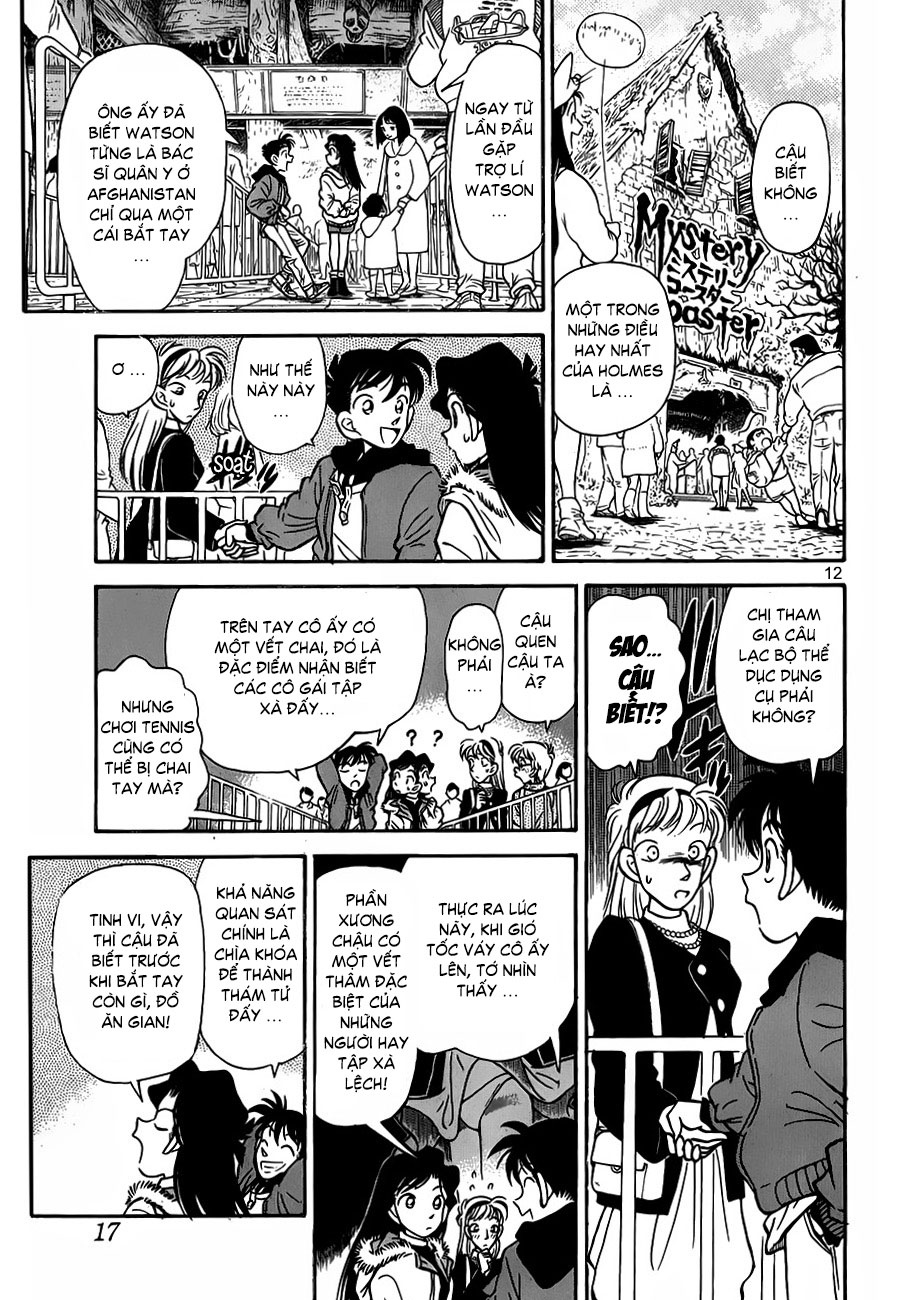 CẬU
BIẾT
KHÔNG
...
Mystery
ミステリー
コースター
Coaster
MỘT TRONG
NHỮNG ĐIỀU
HAY NHẤT
CỦA HOLMES
LÀ ...
NGAY TỪ
LẦN ĐẦU
GẶP
TRỢ LÍ
WATSON
...
ÔNG ẤY ĐÃ
BIẾT WATSON
TỪNG LÀ BÁC
SĨ QUÂN Y Ở
AFGHANISTAN
CHỈ QUA MỘT
CÁI BẮT TAY
...
NHƯ THẾ
NÀY NÀY
...
Ơ ...
soạt
12
CHỊ THAM
GIA CÂU
LẠC BỘ THỂ
DỤC DỤNG
CỤ PHẢI
KHÔNG?
SAO...
CẬU
BIẾT!?
CẬU
QUEN
CẬU TA
À?
KHÔNG
PHẢI
...
TRÊN TAY CÔ ẤY CÓ
MỘT VẾT CHAI, ĐÓ LÀ
ĐẶC ĐIỂM NHẬN BIẾT
CÁC CÔ GÁI TẬP
XÀ ĐẤY...
? ?
NHƯNG
CHƠI TENNIS
CŨNG CÓ
THỂ BỊ CHAI
TAY MÀ?
THỰC RA LÚC
NÀY, KHI GIÓ
TỐC VÁY CÔ ẤY
LÊN, TỚ NHÌN
THẤY ...
PHẦN
XƯƠNG
CHẬU CÓ
MỘT VẾT
THÂM ĐẶC
BIỆT CỦA
NHỮNG
NGƯỜI HAY
TẬP XÀ
LỆCH!
KHẢ NĂNG
QUAN SÁT
CHÍNH LÀ
CHÌA KHÓA
ĐỂ THÀNH
THÁM TỬ
ĐẤY ...
TINH VI, VẬY
THÌ CẬU ĐÃ
BIẾT TRƯỚC
KHI BẮT TAY
CÒN GÌ, ĐỒ
ĂN GIAN!
17